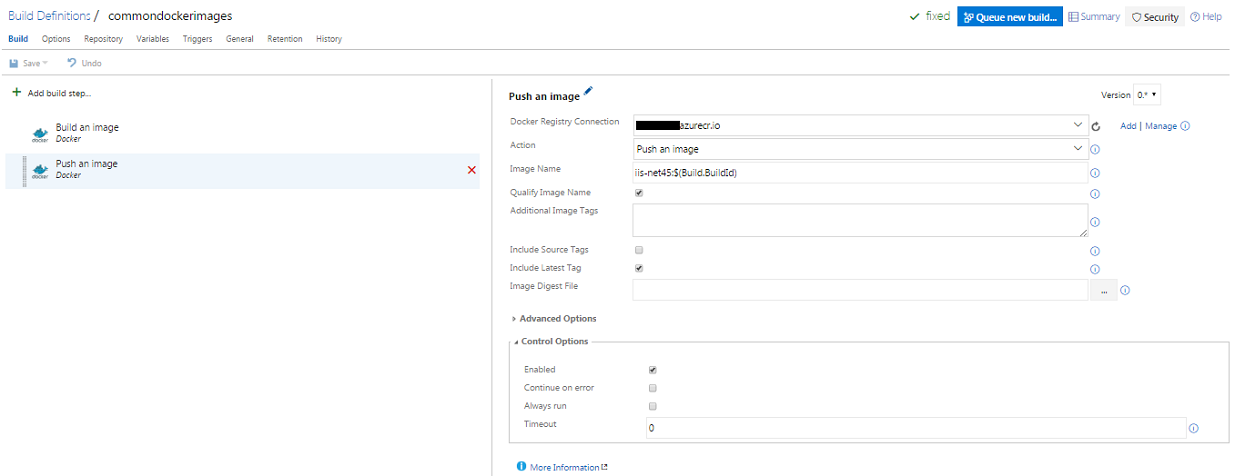 Build Definitions / commondockerimages
fixed
Queue new build...
Summary
Security
Help
Build Options Repository Variables Triggers General Retention History
Save Undo
Add build step...
Build an image
docker
Docker
Push an image
docker
Docker
Push an image
Version 0.*
Docker Registry Connection
azurecr.io
Add | Manage
Action
Push an image
Image Name
iis-net45:$(Build.BuildId)
Qualify Image Name
Additional Image Tags
Include Source Tags
Include Latest Tag
Image Digest File
...
Advanced Options
Control Options
Enabled
Continue on error
Always run
Timeout
0
More Information